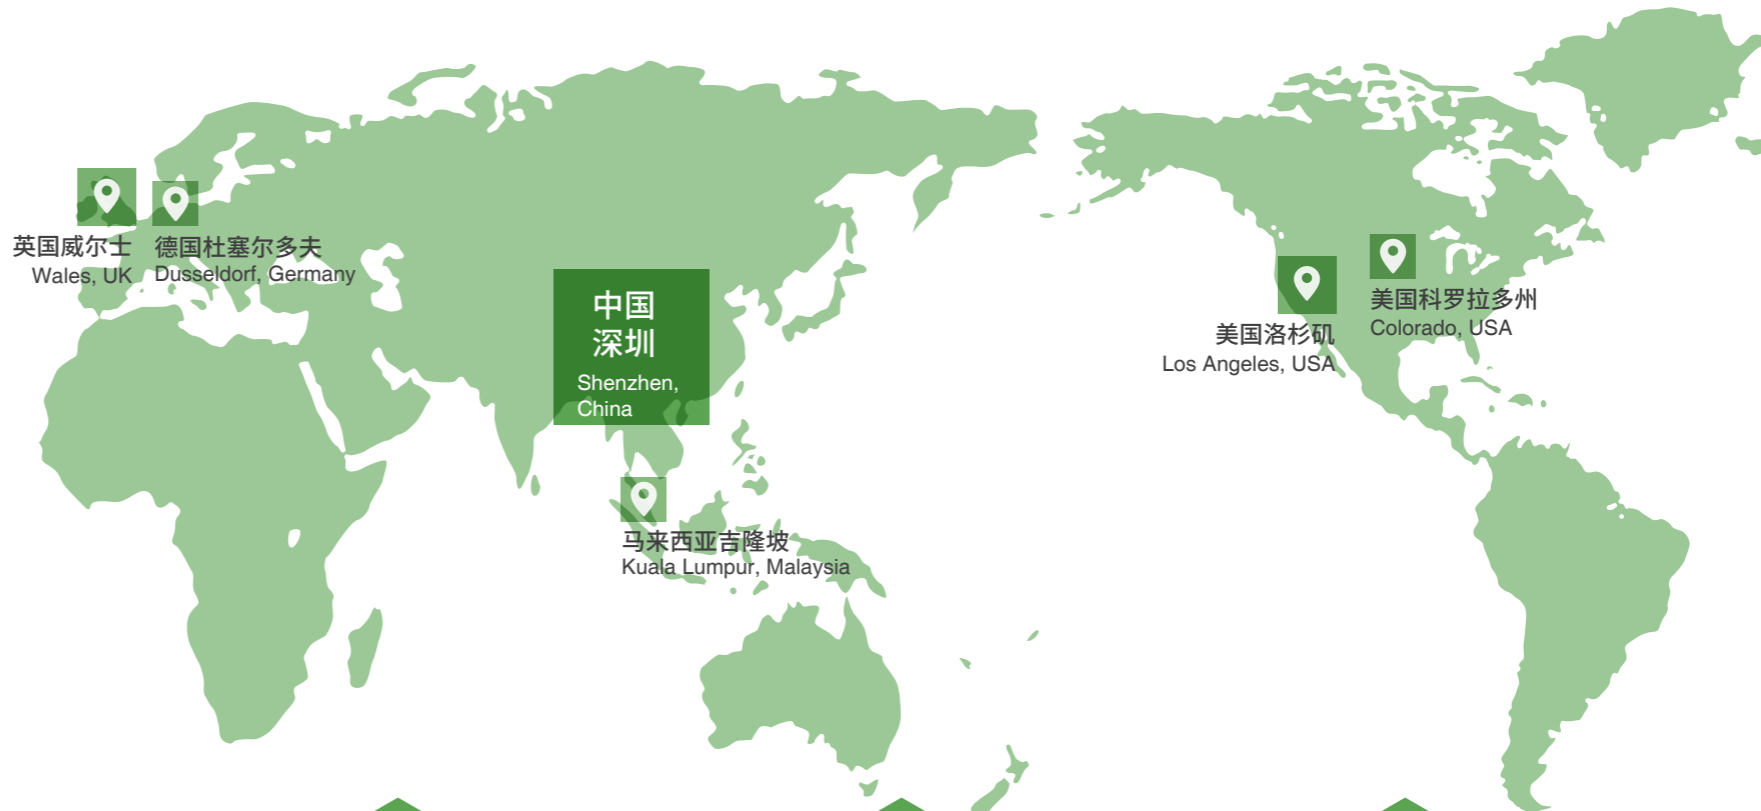 英国威尔士
Wales, UK
德国杜塞尔多夫
Dusseldorf, Germany
中国
深圳
Shenzhen,
China
马来西亚吉隆坡
Kuala Lumpur, Malaysia
美国洛杉矶
Los Angeles, USA
美国科罗拉多州
Colorado, USA